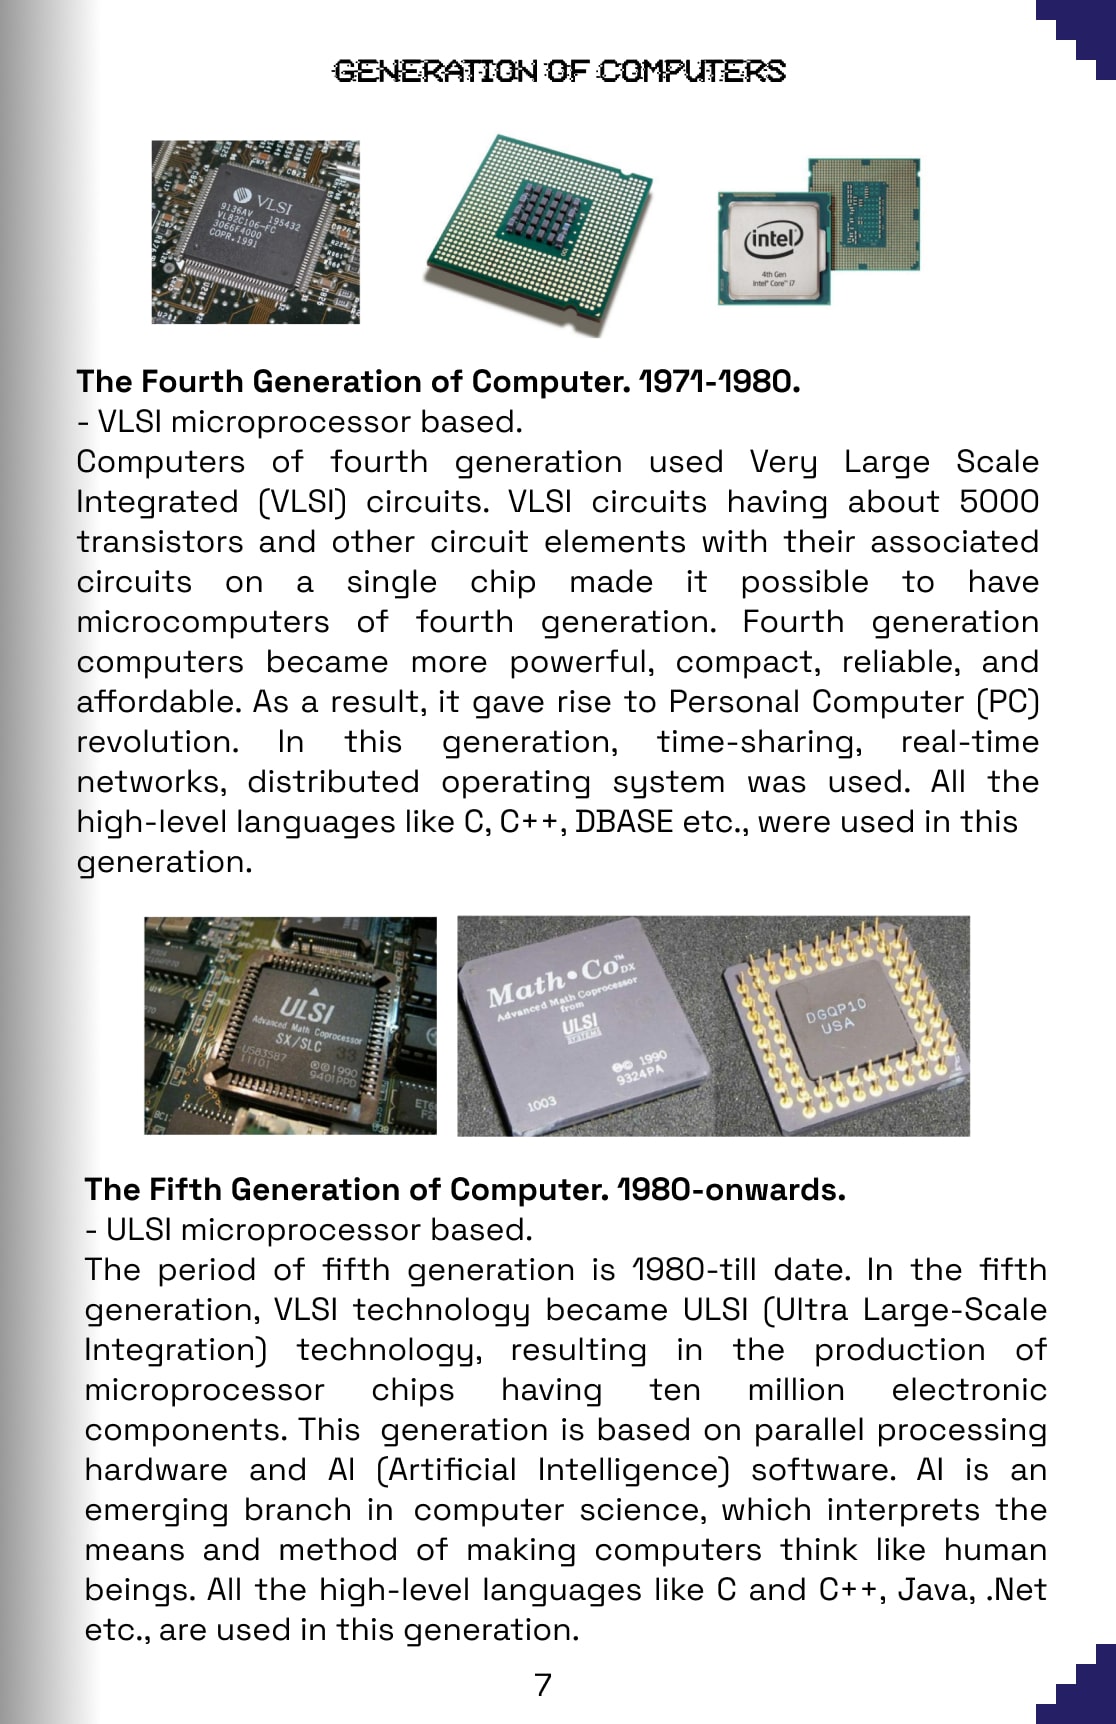 GENERATION OF COMPUTERS
VLSI
9136AV 195432
VL82C106-FC
3066F4000
COPR.1991
intel
4th Gen
Intel® Core™ i7
The Fourth Generation of Computer. 1971-1980.
- VLSI microprocessor based.
Computers of fourth generation used Very Large Scale
Integrated (VLSI) circuits. VLSI circuits having about 5000
transistors and other circuit elements with their associated
circuits on a single chip made it possible to have
microcomputers of fourth generation. Fourth generation
computers became more powerful, compact, reliable, and
affordable. As a result, it gave rise to Personal Computer (PC)
revolution. In this generation, time-sharing, real-time
networks, distributed operating system was used. All the
high-level languages like C, C++, DBASE etc., were used in this
generation.
ULSI
Advanced Math Coprocessor
SX/SLC
US83S87 33
11101
©© 1990
9401PPD
Math•Co™DX
Advanced Math Coprocessor
from
ULSI
SYSTEMS
©© 1990
9324PA
1003
DGQP10
USA
The Fifth Generation of Computer. 1980-onwards.
- ULSI microprocessor based.
The period of fifth generation is 1980-till date. In the fifth
generation, VLSI technology became ULSI (Ultra Large-Scale
Integration) technology, resulting in the production of
microprocessor chips having ten million electronic
components. This generation is based on parallel processing
hardware and AI (Artificial Intelligence) software. AI is an
emerging branch in computer science, which interprets the
means and method of making computers think like human
beings. All the high-level languages like C and C++, Java, .Net
etc., are used in this generation.
7